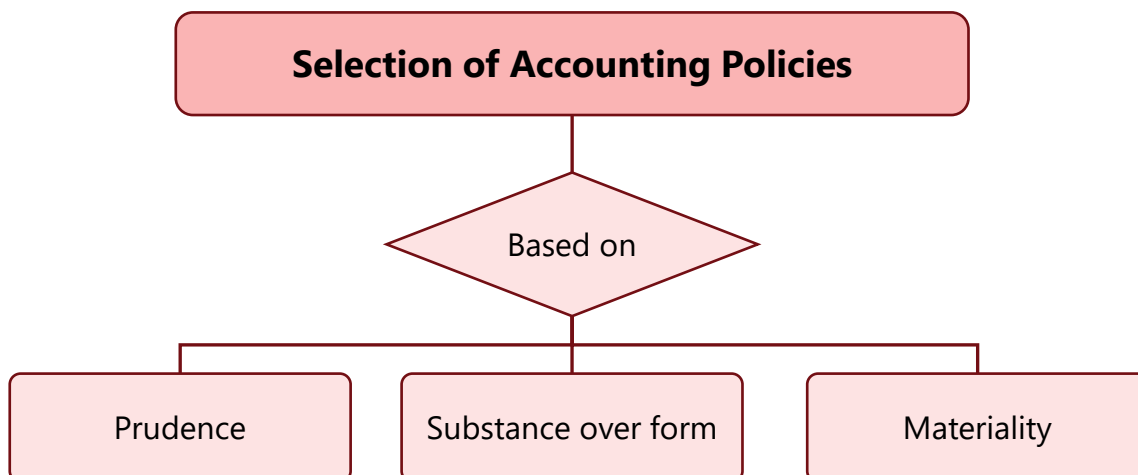 Selection of Accounting Policies
Based on
Prudence
Substance over form
Materiality